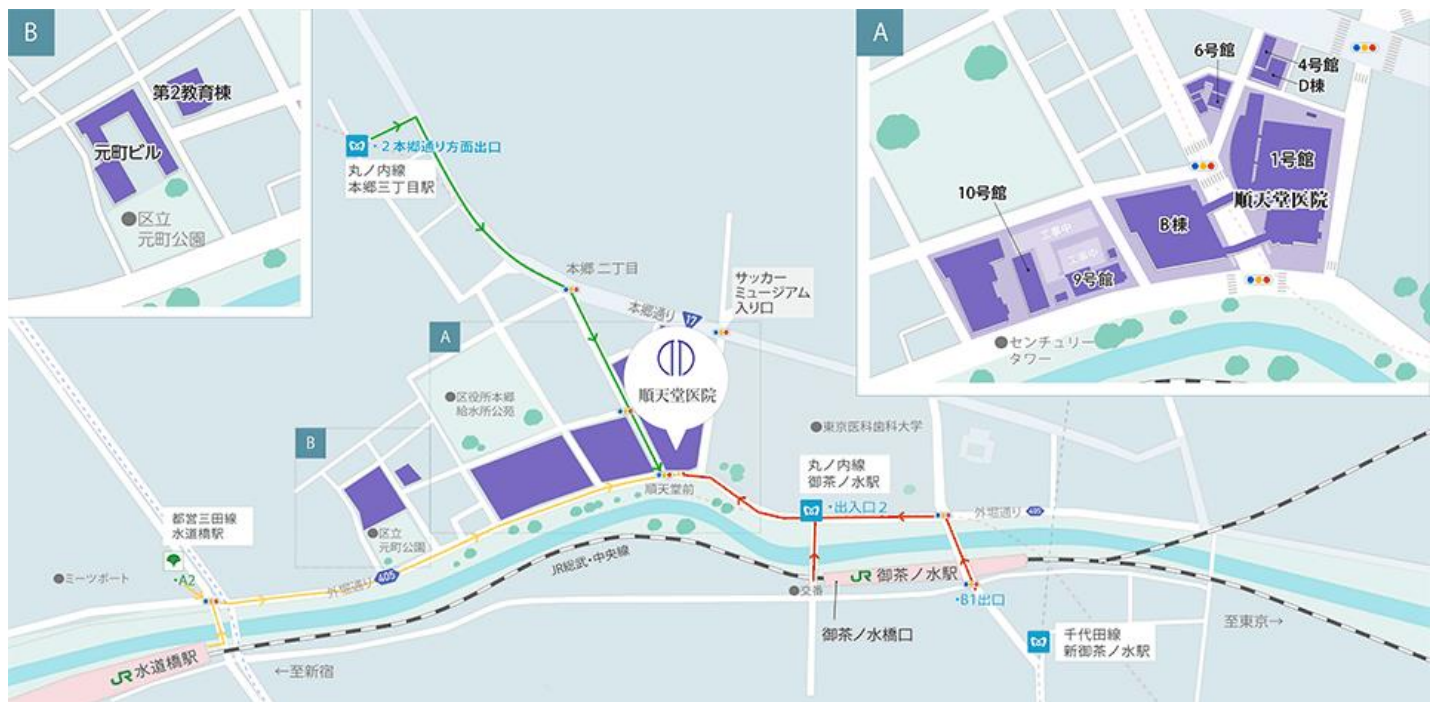 B
第2教育棟
元町ビル
●区立
元町公園
・2 本郷通り方面出口
丸ノ内線
本郷三丁目駅
本郷 二丁目
本郷通り
17
サッカー
ミュージアム
入り口
A
●区役所本郷
給水所公苑
順天堂医院
B
●区立
元町公園
順天堂前
●東京医科歯科大学
丸ノ内線
御茶ノ水駅
・出入口2
外堀通り
405
都営三田線
水道橋駅
・A2
●ミーツポート
外堀通り
405
JR総武・中央線
JR 御茶ノ水駅
●交番
・B1出口
御茶ノ水橋口
千代田線
新御茶ノ水駅
至東京→
JR 水道橋駅
←至新宿
A
6号館
4号館
D棟
1号館
順天堂医院
10号館
B棟
工事中
工事中
9号館
●センチュリー
タワー